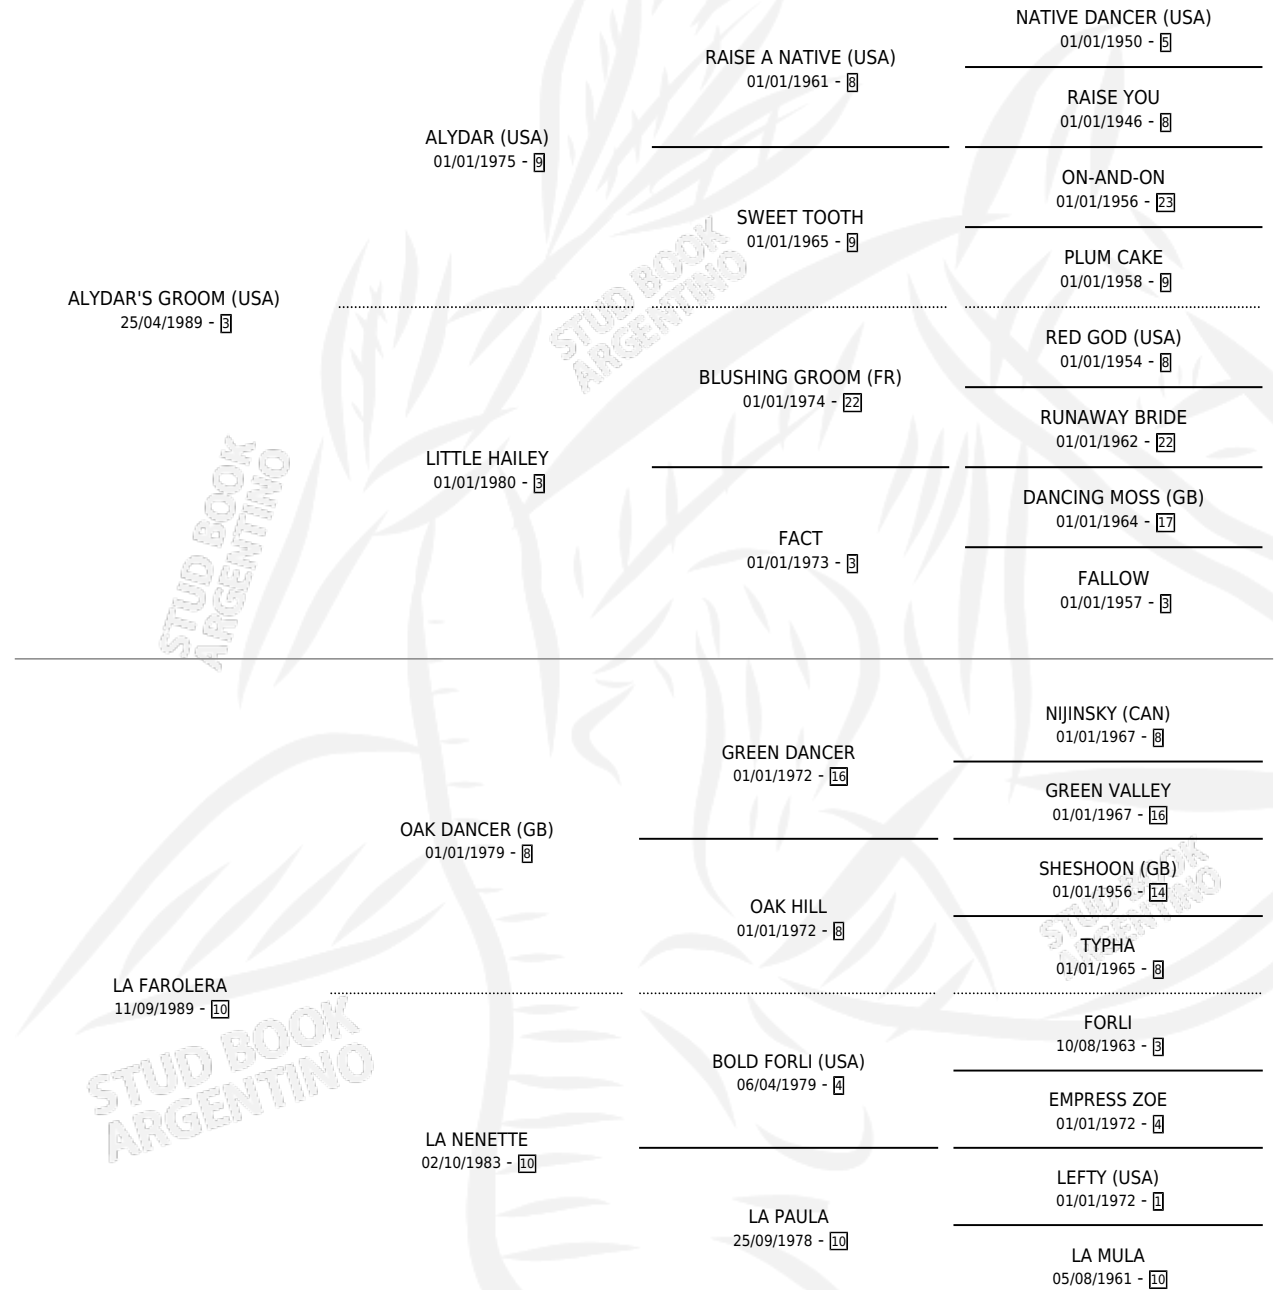 NATIVE DANCER (USA)
01/01/1950 - 5
RAISE A NATIVE (USA)
01/01/1961 - 8
RAISE YOU
01/01/1946 - 8
ALYDAR (USA)
01/01/1975 - 9
ON-AND-ON
01/01/1956 - 23
SWEET TOOTH
01/01/1965 - 9
PLUM CAKE
01/01/1958 - 9
ALYDAR'S GROOM (USA)
25/04/1989 - 3
RED GOD (USA)
01/01/1954 - 8
BLUSHING GROOM (FR)
01/01/1974 - 22
RUNAWAY BRIDE
01/01/1962 - 22
LITTLE HAILEY
01/01/1980 - 3
DANCING MOSS (GB)
01/01/1964 - 17
FACT
01/01/1973 - 3
FALLOW
01/01/1957 - 3
STUD BOOK
ARGENTINO
STUD BOOK
ARGENTINO
NIJINSKY (CAN)
01/01/1967 - 8
GREEN DANCER
01/01/1972 - 16
GREEN VALLEY
01/01/1967 - 16
OAK DANCER (GB)
01/01/1979 - 8
SHESHOON (GB)
01/01/1956 - 14
OAK HILL
01/01/1972 - 8
TYPHA
01/01/1965 - 8
LA FAROLERA
11/09/1989 - 10
FORLI
10/08/1963 - 3
BOLD FORLI (USA)
06/04/1979 - 4
EMPRESS ZOE
01/01/1972 - 4
LA NENETTE
02/10/1983 - 10
LEFTY (USA)
01/01/1972 - 1
LA PAULA
25/09/1978 - 10
LA MULA
05/08/1961 - 10
STUD BOOK
ARGENTINO
STUD BOOK
ARGENTINO